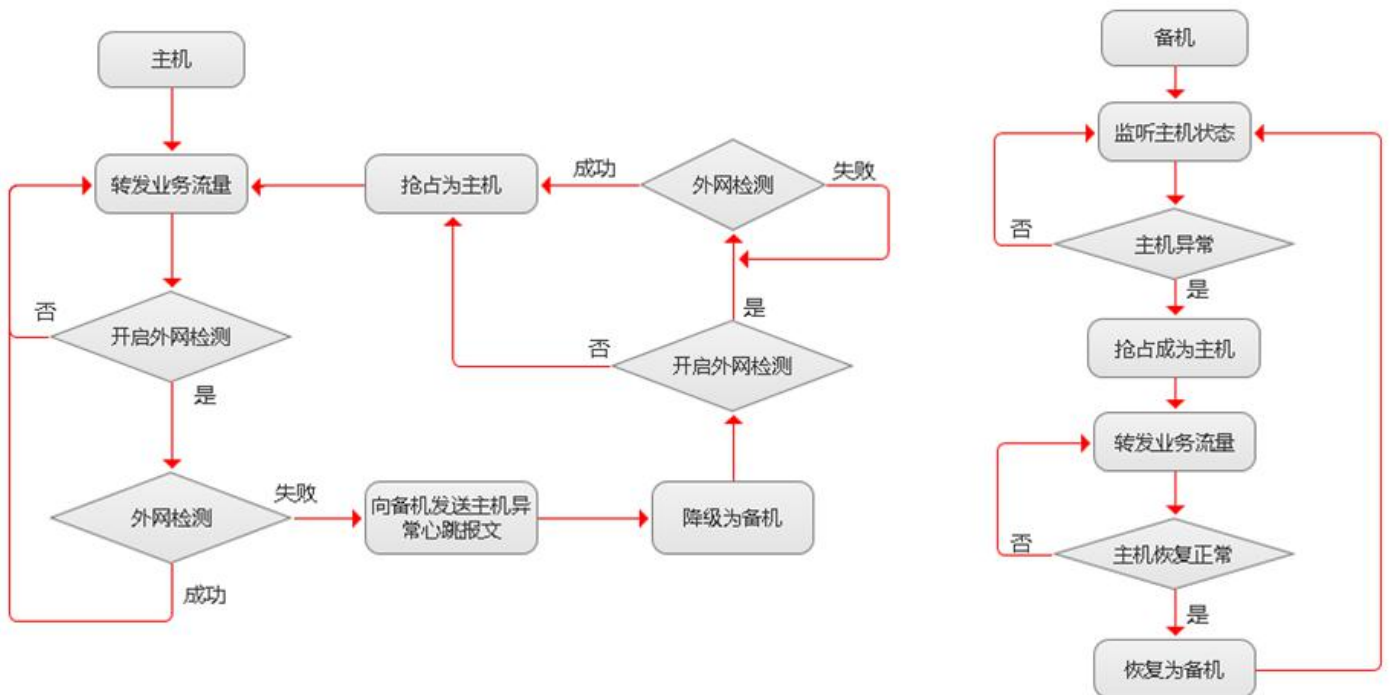 主机
转发业务流量
否
开启外网检测
是
外网检测
成功
失败
向备机发送主机异
常心跳报文
降级为备机
开启外网检测
否
是
外网检测
失败
成功
抢占为主机
备机
监听主机状态
否
主机异常
是
抢占成为主机
转发业务流量
否
主机恢复正常
是
恢复为备机